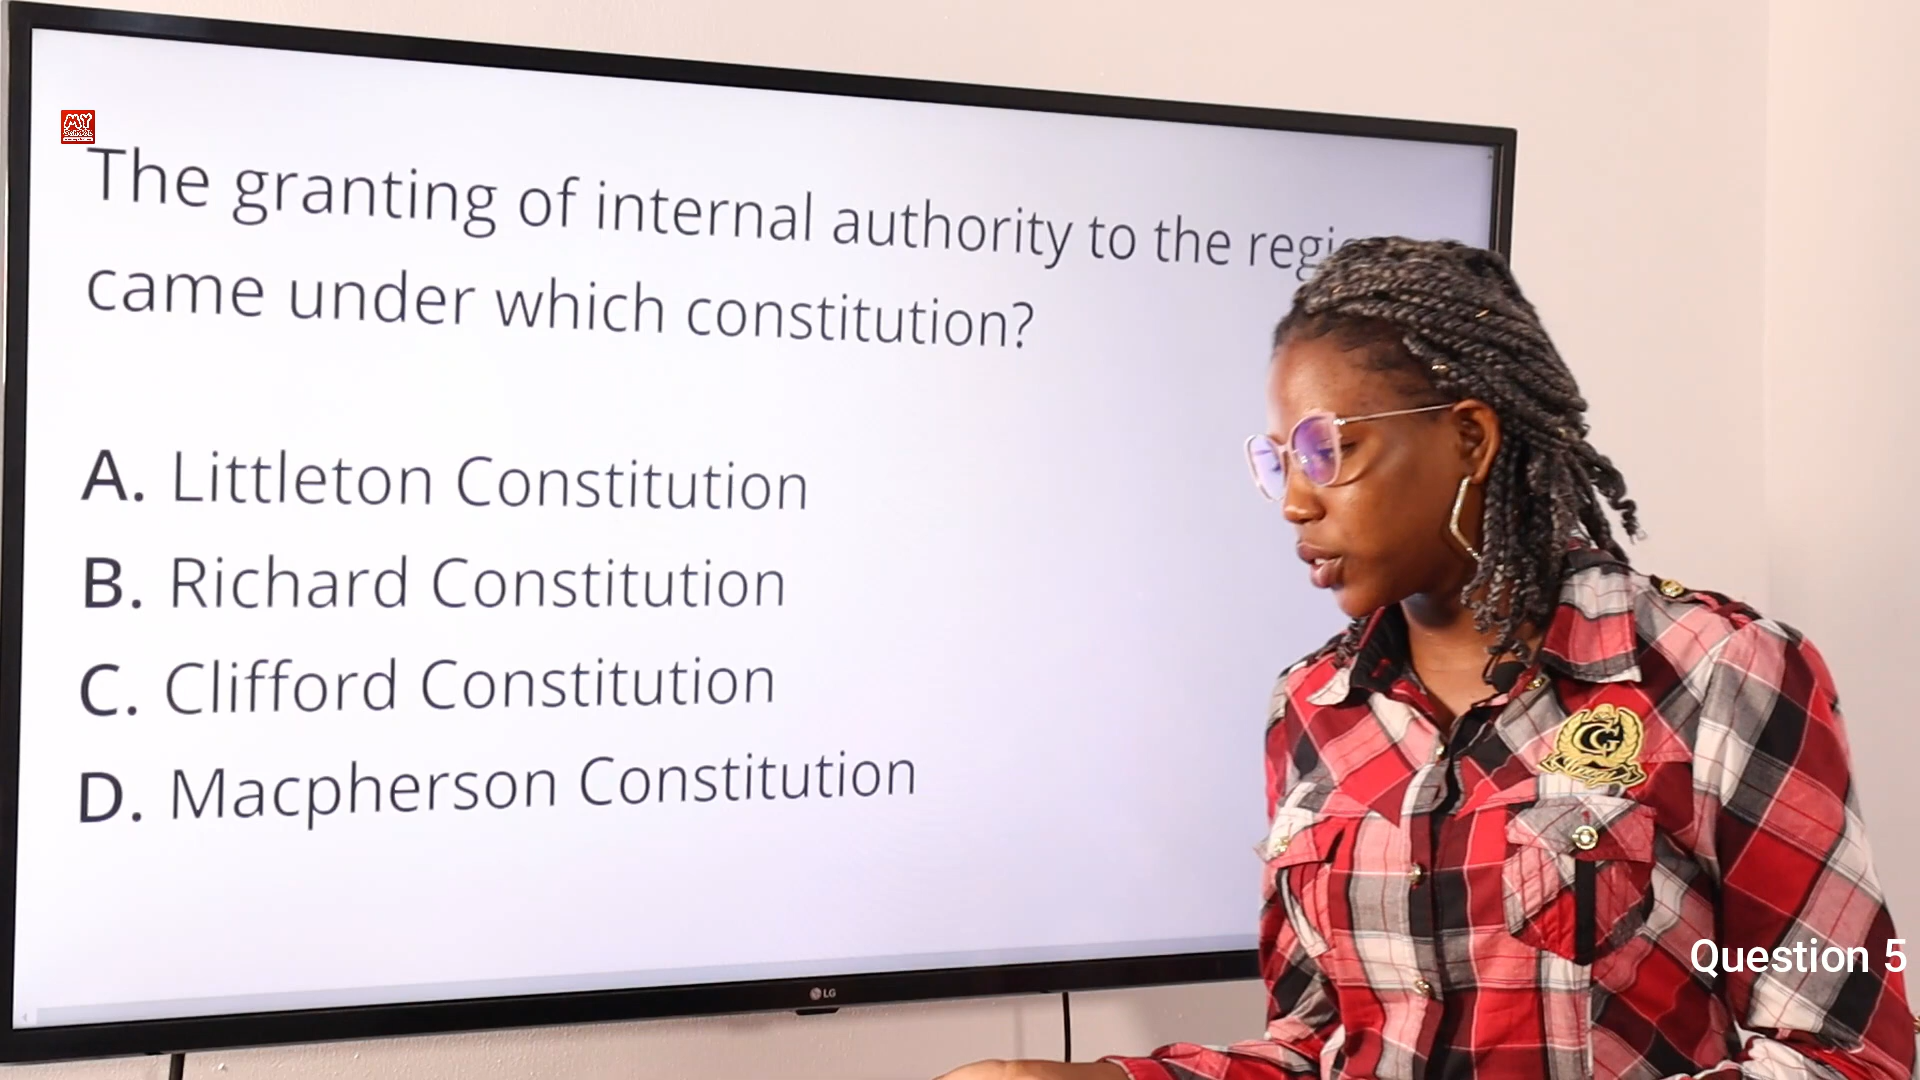 MY
The granting of internal authority to the
came under which constitution?
A. Littleton Constitution
B. Richard Constitution
C. Clifford Constitution
D. Macpherson Constitution
LG
Question 5